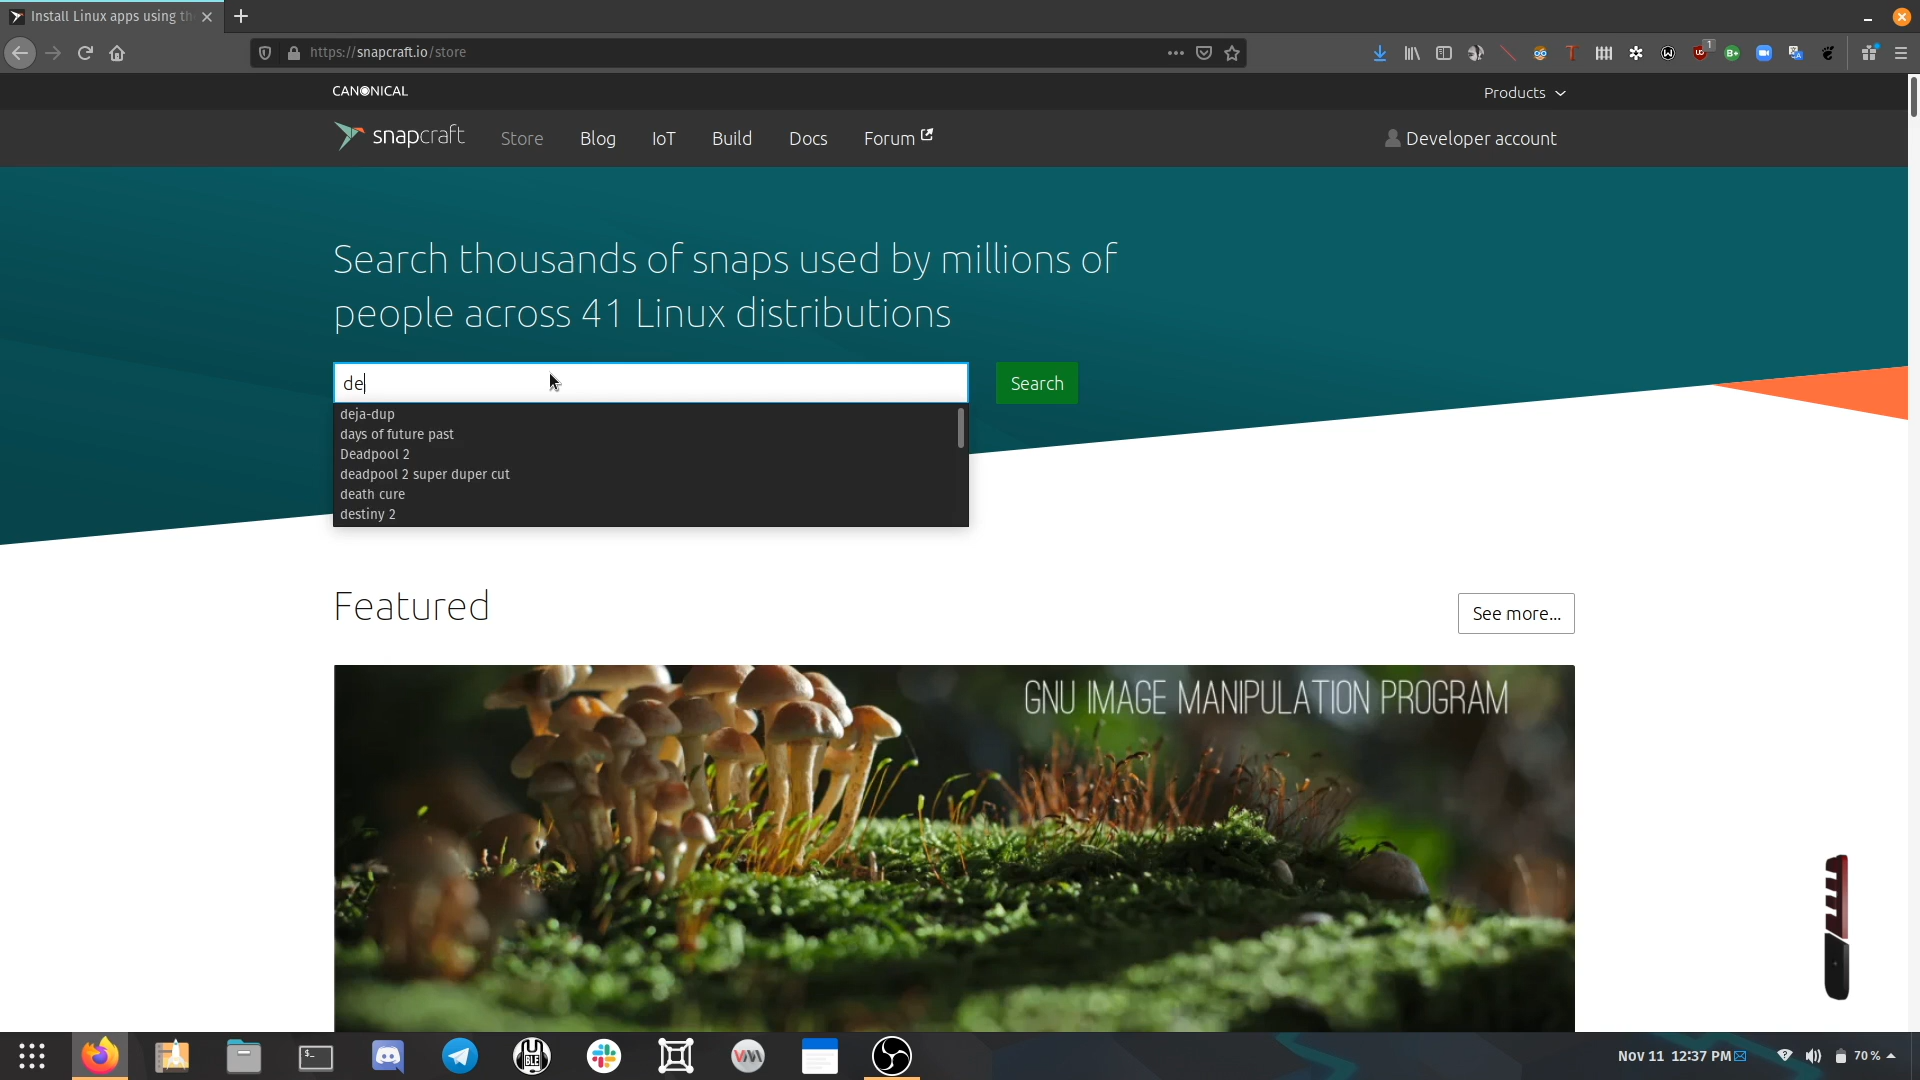 Install Linux apps using th
https://snapcraft.io/store
1
CANONICAL
Products
snapcraft
Store
Blog
IoT
Build
Docs
Forum
Developer account
Search thousands of snaps used by millions of
people across 41 Linux distributions
de
Search
deja-dup
days of future past
Deadpool 2
deadpool 2 super duper cut
death cure
destiny 2
Featured
See more...
GNU IMAGE MANIPULATION PROGRAM
Nov 11 12:37 PM
70 %